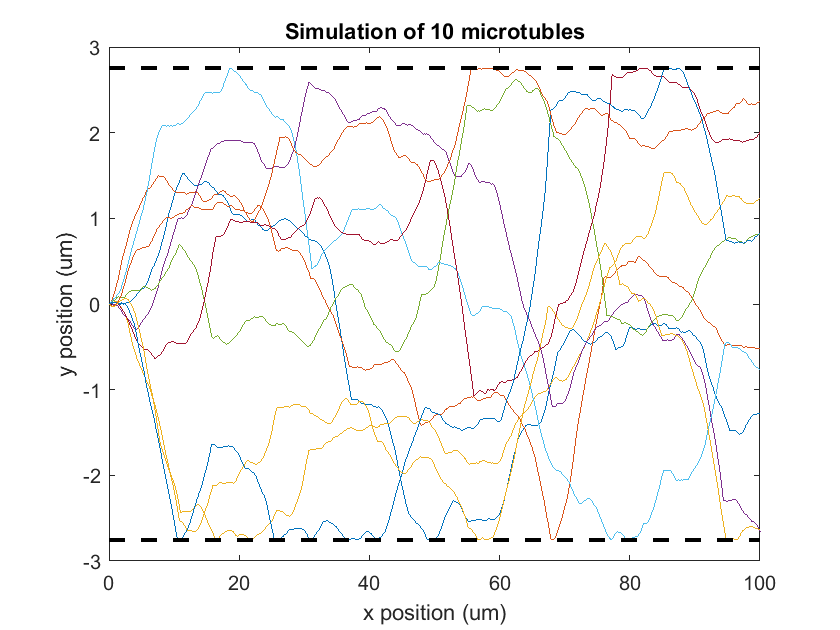 Simulation of 10 microtubles
3
2
1
0
-1
-2
-3
y position (um)
0 20 40 60 80 100
x position (um)